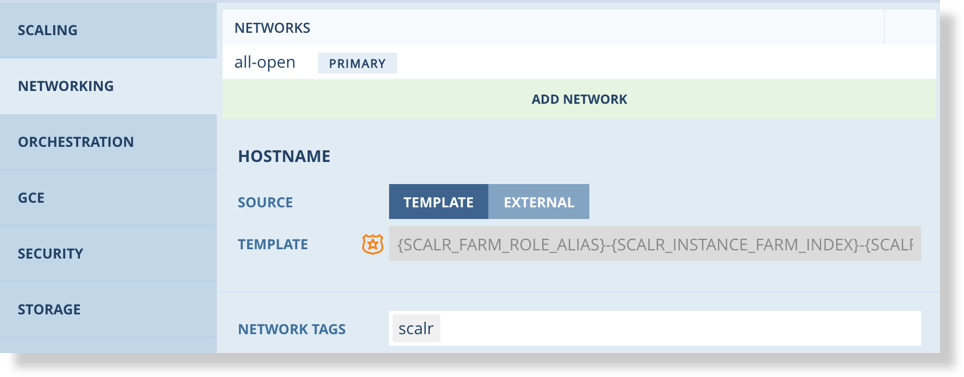 SCALING
NETWORKING
ORCHESTRATION
GCE
SECURITY
STORAGE
NETWORKS
all-open PRIMARY
ADD NETWORK
HOSTNAME
SOURCE TEMPLATE EXTERNAL
TEMPLATE {SCALR_FARM_ROLE_ALIAS}-{SCALR_INSTANCE_FARM_INDEX}-{SCALR
NETWORK TAGS scalr